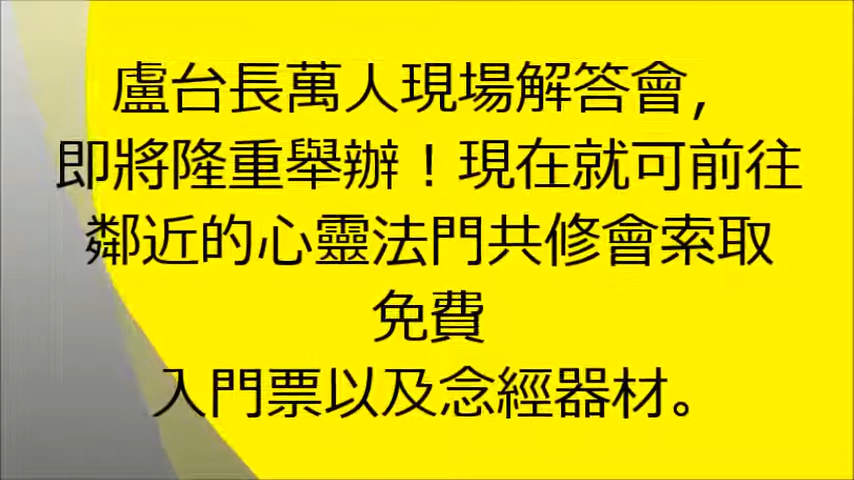 盧台長萬人現場解答會，
即將隆重舉辦！現在就可前往
鄰近的心靈法門共修會索取
免費
入門票以及念經器材。